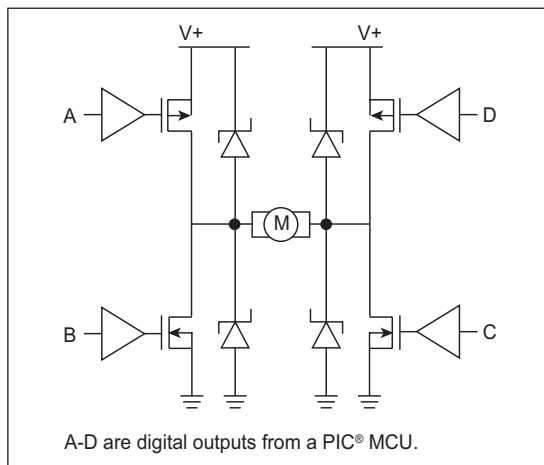 V+ V+
A D
M
B C
A-D are digital outputs from a PIC® MCU.